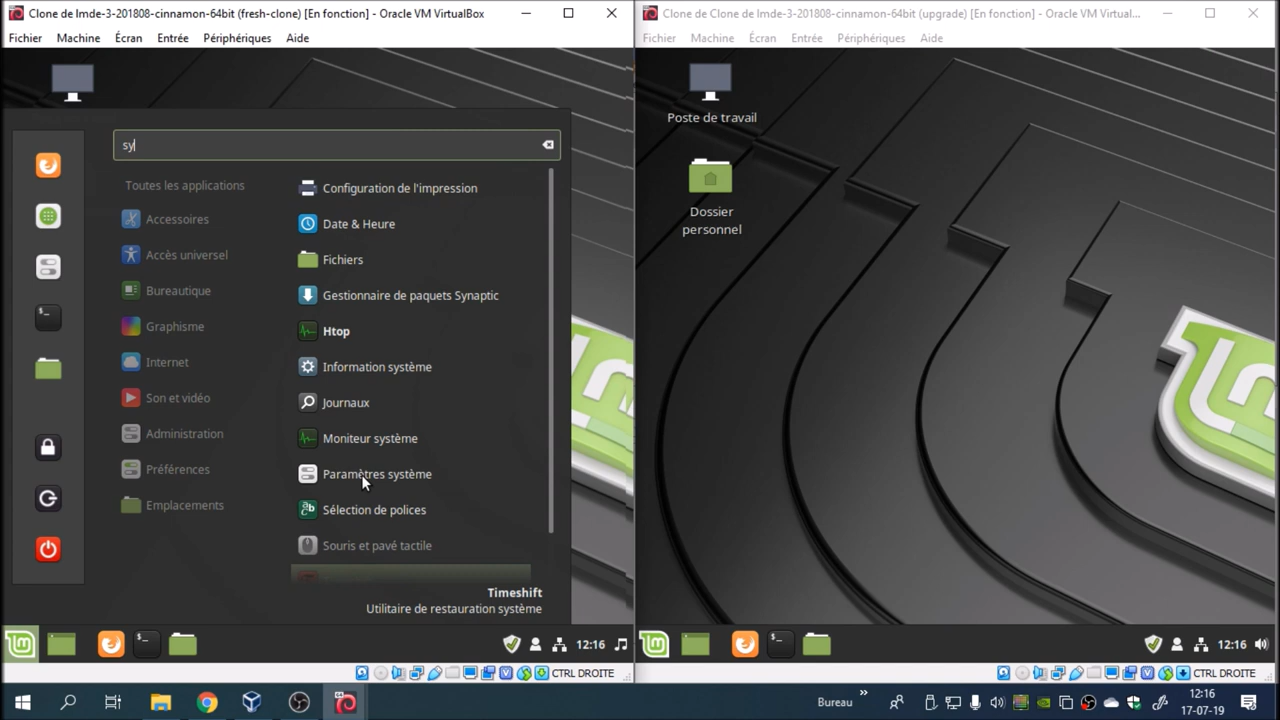 Clone de lmde-3-201808-cinnamon-64bit (fresh-clone) [En fonction] - Oracle VM VirtualBox
Fichier Machine Écran Entrée Périphériques Aide
sy
Toutes les applications
Accessoires
Accès universel
Bureautique
Graphisme
Internet
Son et vidéo
Administration
Préférences
Emplacements
Configuration de l'impression
Date & Heure
Fichiers
Gestionnaire de paquets Synaptic
Htop
Information système
Journaux
Moniteur système
Paramètres système
Sélection de polices
Souris et pavé tactile
Timeshift
Utilitaire de restauration système
12:16
CTRL DROITE
Clone de Clone de lmde-3-201808-cinnamon-64bit (upgrade) [En fonction] - Oracle VM Virtual...
Fichier Machine Écran Entrée Périphériques Aide
Poste de travail
Dossier
personnel
12:16
CTRL DROITE
Bureau
12:16
17-07-19